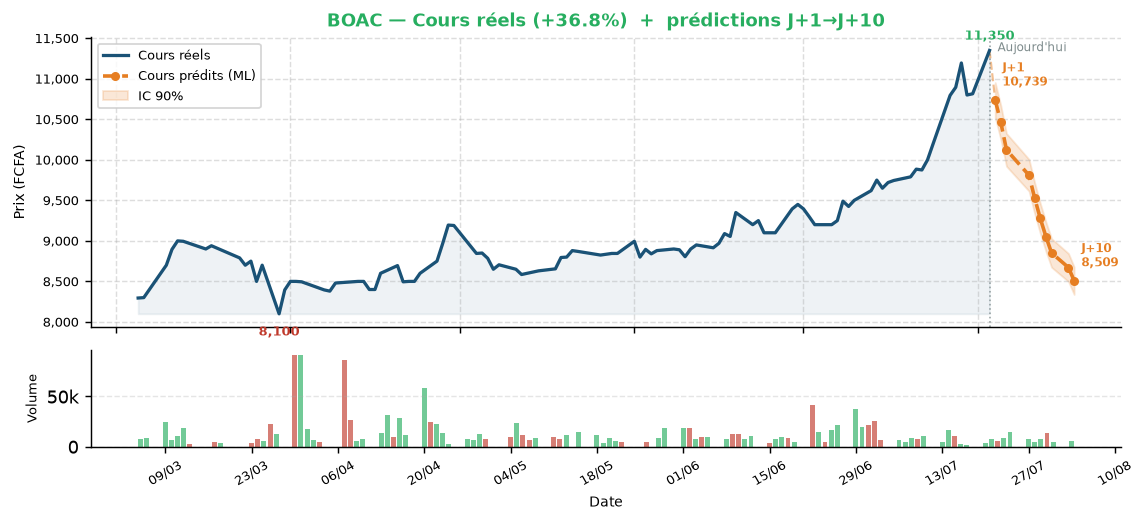 BOAC — Cours réels (+36.8%) + prédictions J+1→J+10
11,350
Aujourd'hui
Cours réels
Cours prédits (ML)
IC 90%
J+1
10,739
J+10
8,509
8,100
Prix (FCFA)
11,500
11,000
10,500
10,000
9,500
9,000
8,500
8,000
Volume
50k
0
09/03
23/03
06/04
20/04
04/05
18/05
01/06
15/06
29/06
13/07
27/07
10/08
Date